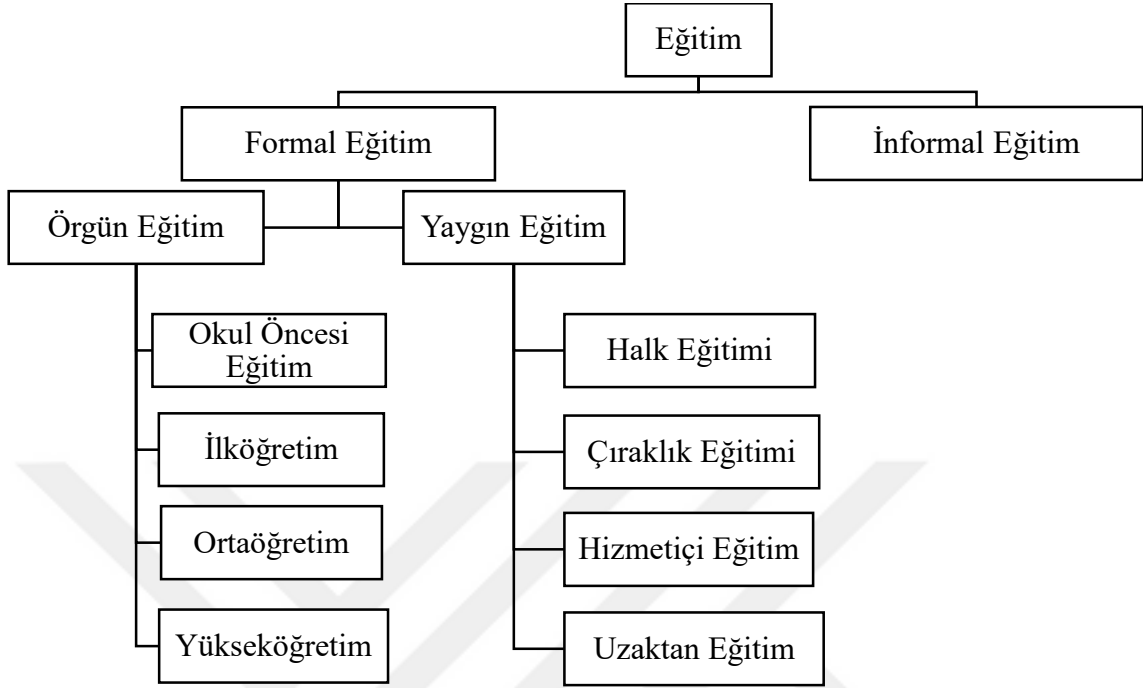 Eğitim
Formal Eğitim
İnformal Eğitim
Örgün Eğitim
Yaygın Eğitim
Okul Öncesi
Eğitim
İlköğretim
Ortaöğretim
Yükseköğretim
Halk Eğitimi
Çıraklık Eğitimi
Hizmetiçi Eğitim
Uzaktan Eğitim